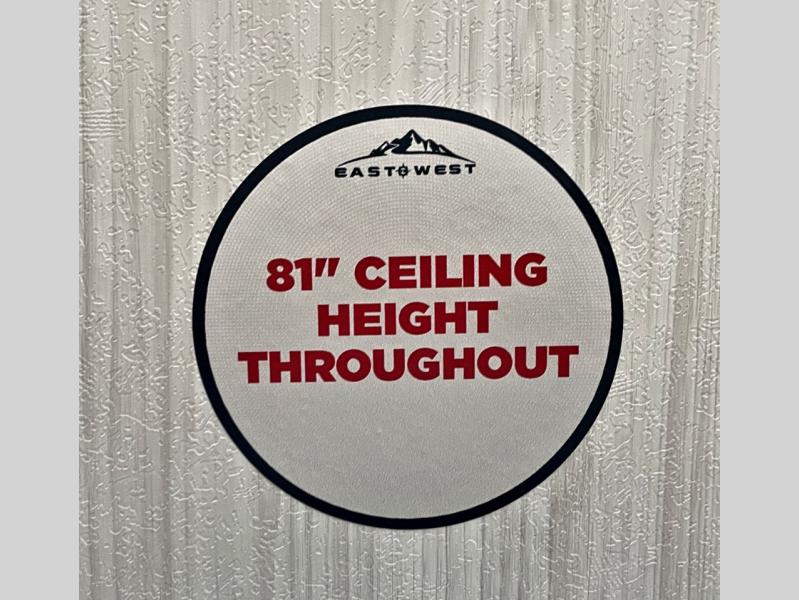 EAST WEST
81" CEILING
HEIGHT
THROUGHOUT